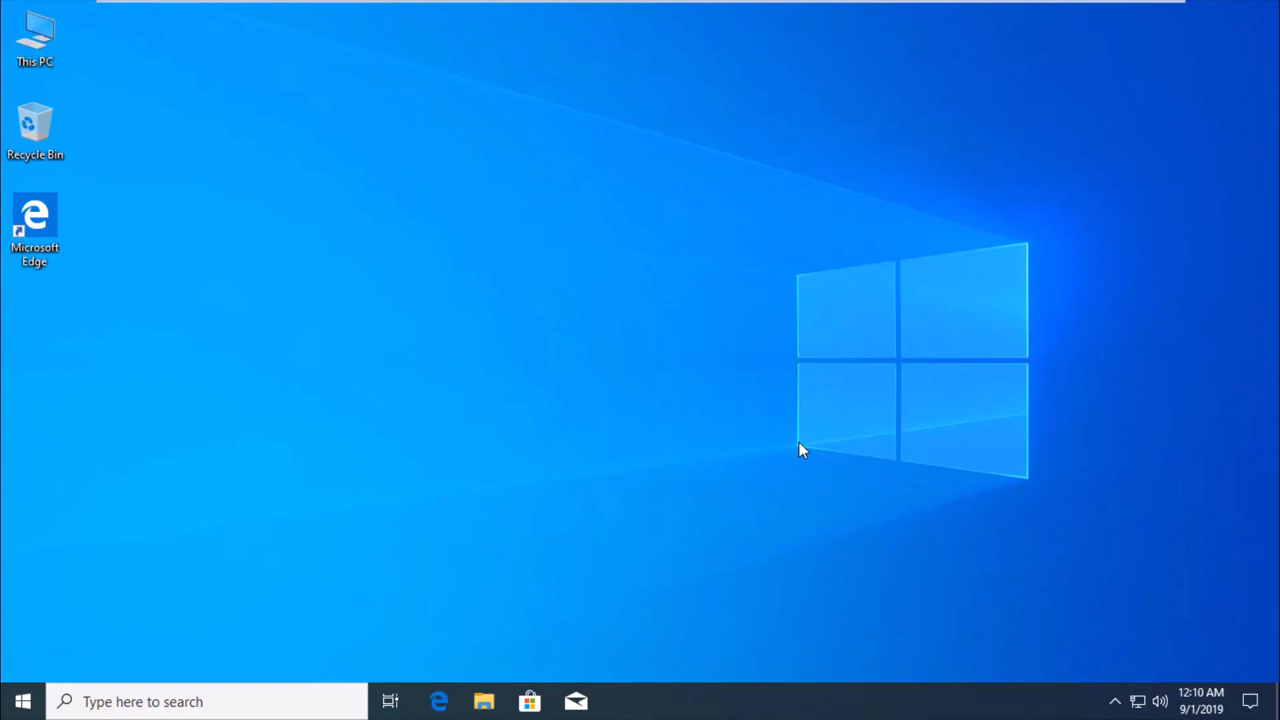 This PC
Recycle Bin
Microsoft
Edge
Type here to search
12:10 AM
9/1/2019